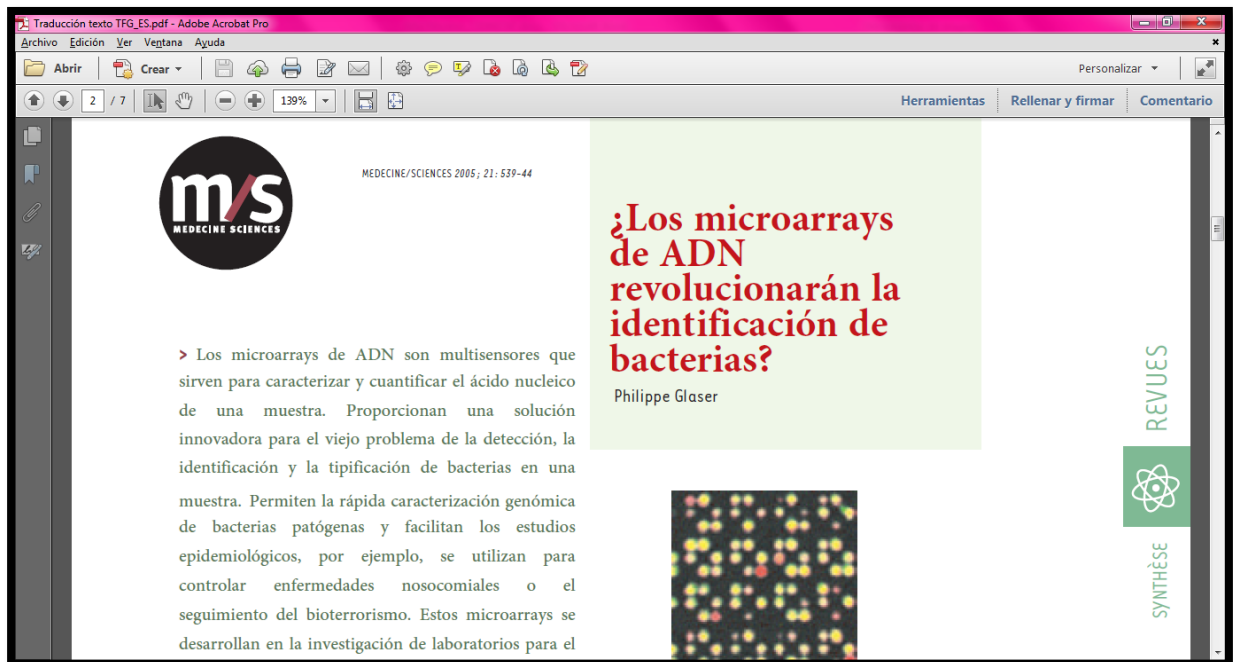 Traducción texto TFG_ES.pdf - Adobe Acrobat Pro
Archivo Edición Ver Ventana Ayuda
Abrir Crear Personalizar
2 / 7 139% Herramientas Rellenar y firmar Comentario
m/s
MEDECINE SCIENCES
MEDECINE/SCIENCES 2005 ; 21 : 539-44
¿Los microarrays
de ADN
revolucionarán la
identificación de
bacterias?
Philippe Glaser
> Los microarrays de ADN son multisensores que
sirven para caracterizar y cuantificar el ácido nucleico
de una muestra. Proporcionan una solución
innovadora para el viejo problema de la detección, la
identificación y la tipificación de bacterias en una
muestra. Permiten la rápida caracterización genómica
de bacterias patógenas y facilitan los estudios
epidemiológicos, por ejemplo, se utilizan para
controlar enfermedades nosocomiales o el
seguimiento del bioterrorismo. Estos microarrays se
desarrollan en la investigación de laboratorios para el
REVUES
SYNTHÈSE